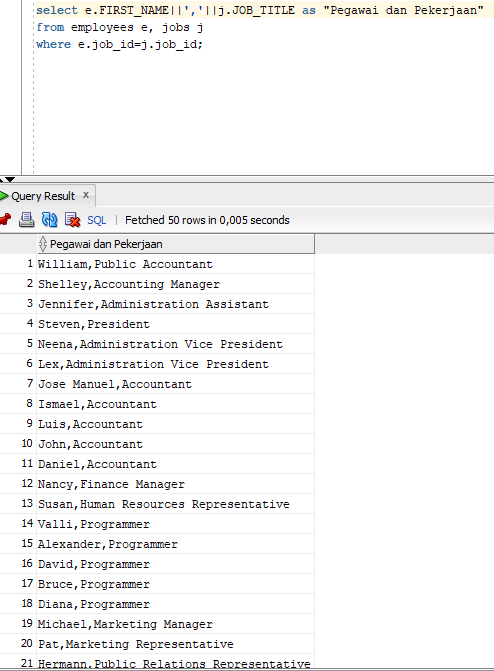 select e.FIRST_NAME||','||j.JOB_TITLE as "Pegawai dan Pekerjaan"
from employees e, jobs j
where e.job_id=j.job_id;
Query Result x
SQL | Fetched 50 rows in 0,005 seconds
Pegawai dan Pekerjaan
1 William,Public Accountant
2 Shelley,Accounting Manager
3 Jennifer,Administration Assistant
4 Steven,President
5 Neena,Administration Vice President
6 Lex,Administration Vice President
7 Jose Manuel,Accountant
8 Ismael,Accountant
9 Luis,Accountant
10 John,Accountant
11 Daniel,Accountant
12 Nancy,Finance Manager
13 Susan,Human Resources Representative
14 Valli,Programmer
15 Alexander,Programmer
16 David,Programmer
17 Bruce,Programmer
18 Diana,Programmer
19 Michael,Marketing Manager
20 Pat,Marketing Representative
21 Hermann,Public Relations Representative